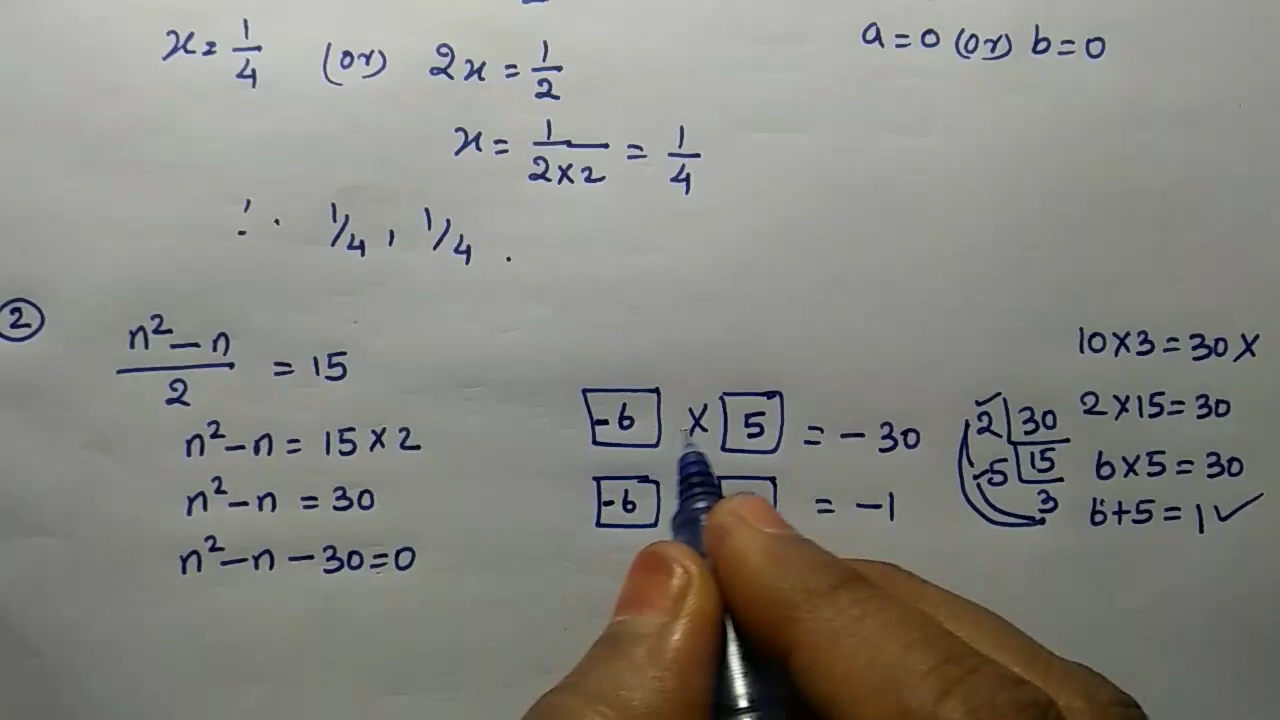 x = 1/4 (or) 2x = 1/2
a = 0 (or) b = 0
x = 1/(2×2) = 1/4
∴ 1/4, 1/4.
② (n² - n)/2 = 15
n² - n = 15 × 2
n² - n = 30
n² - n - 30 = 0
-6 × 5 = -30
-6 = -1
2 | 30
5 | 15
3
10 × 3 = 30 ×
2 × 15 = 30
6 × 5 = 30
6 + 5 = 1 ✓